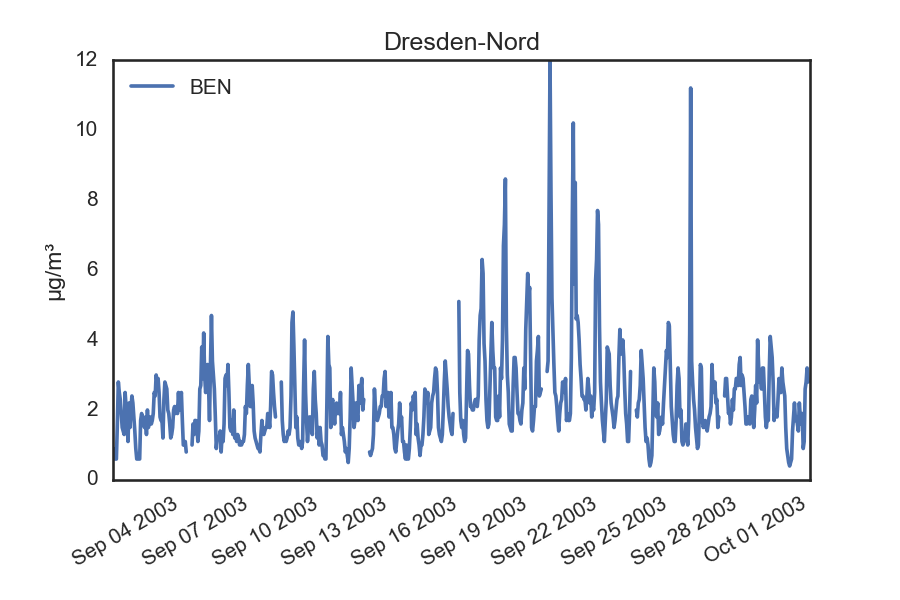 Dresden-Nord
BEN
µg/m³
12
10
8
6
4
2
0
Sep 04 2003
Sep 07 2003
Sep 10 2003
Sep 13 2003
Sep 16 2003
Sep 19 2003
Sep 22 2003
Sep 25 2003
Sep 28 2003
Oct 01 2003